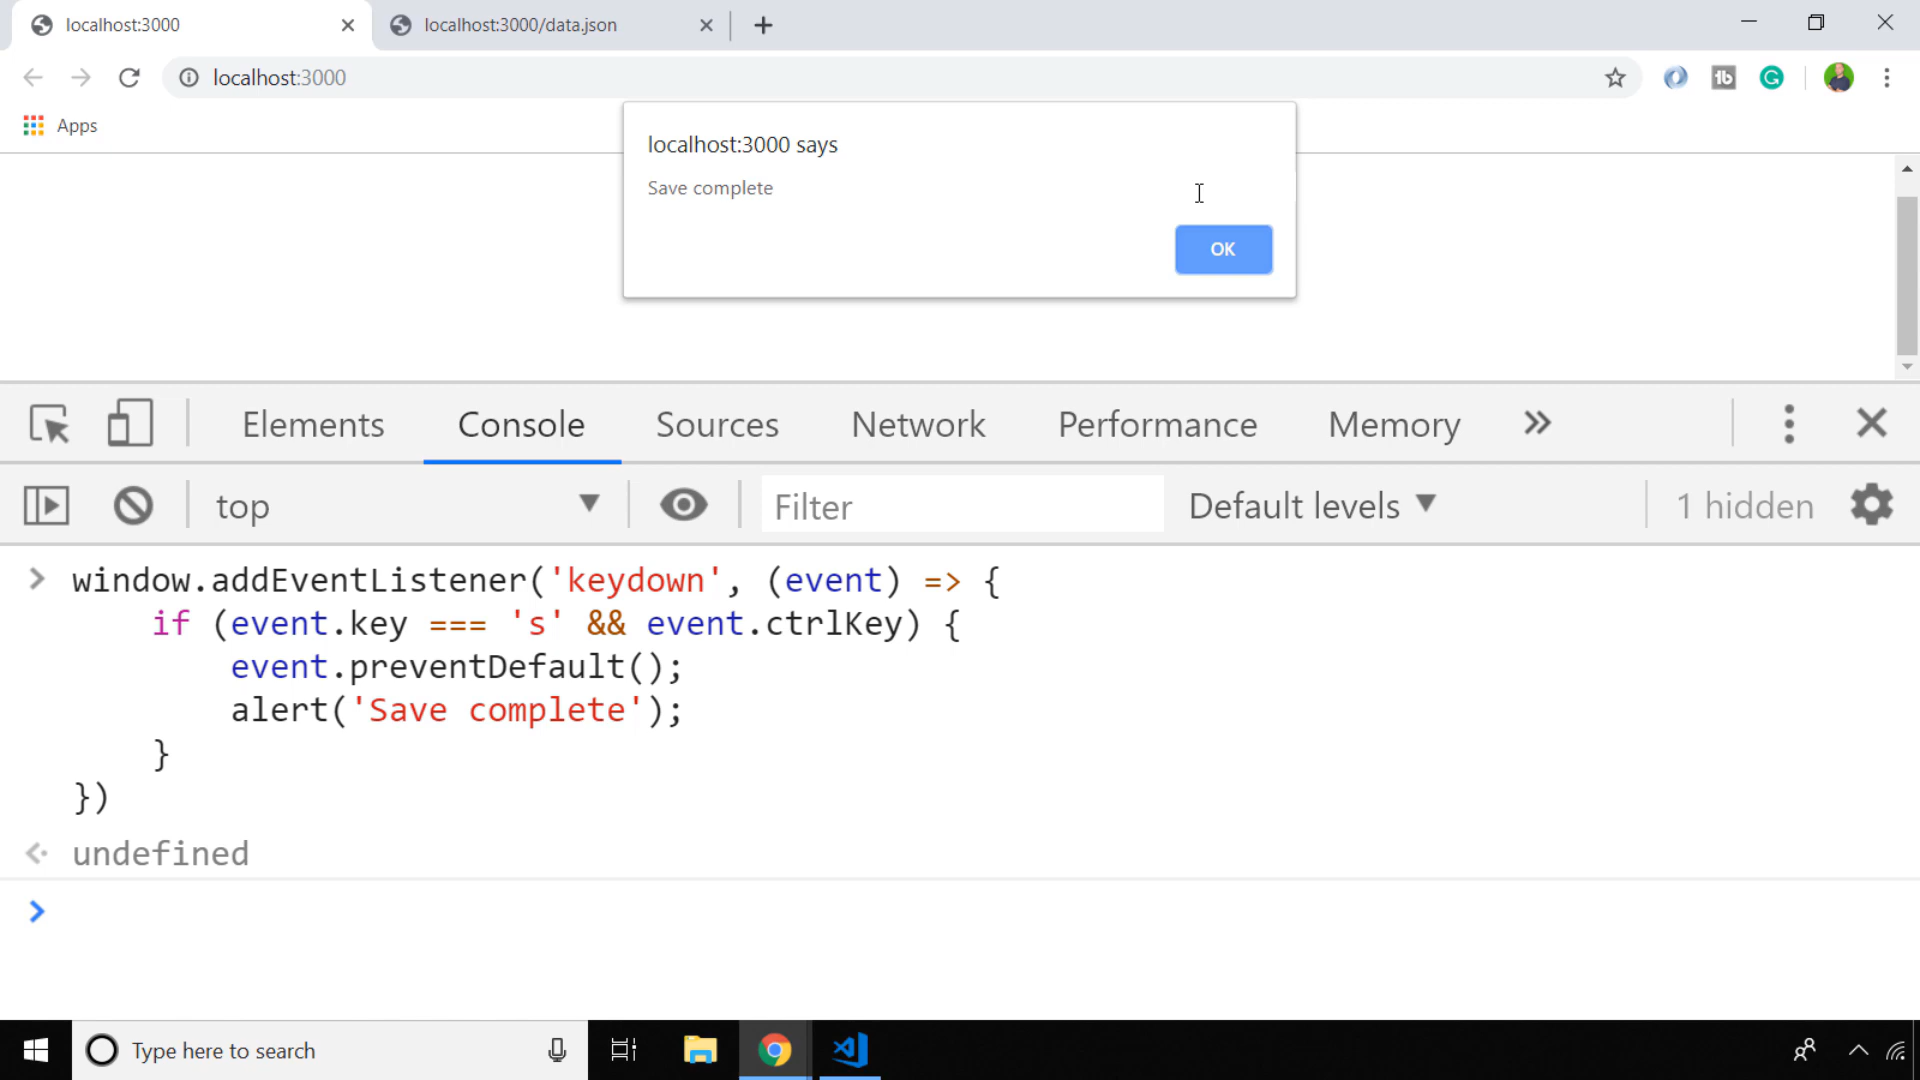 localhost:3000
localhost:3000/data.json
localhost:3000
Apps
localhost:3000 says
Save complete
OK
Elements Console Sources Network Performance Memory
top Filter Default levels 1 hidden
window.addEventListener('keydown', (event) => {
if (event.key === 's' && event.ctrlKey) {
event.preventDefault();
alert('Save complete');
}
})
undefined
Type here to search